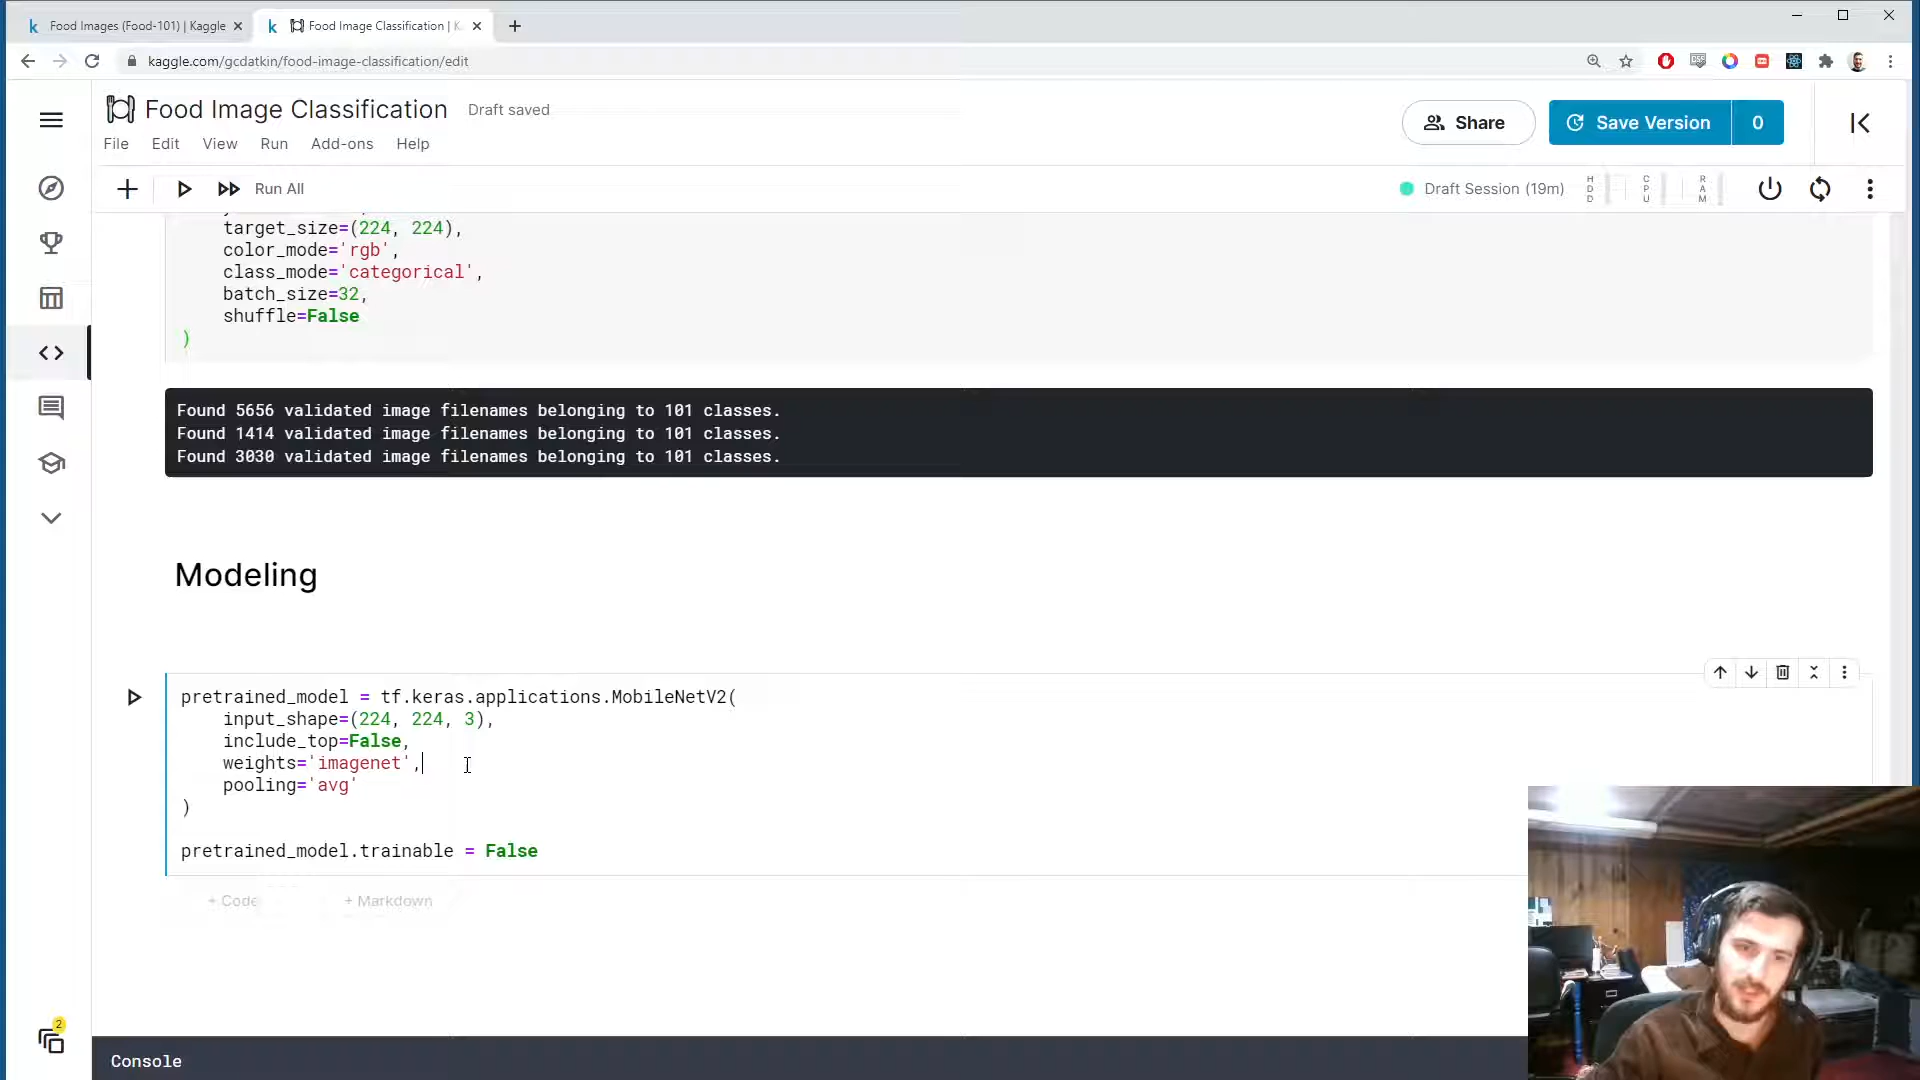 Food Images (Food-101) | Kaggle
Food Image Classification | K
kaggle.com/gcdatkin/food-image-classification/edit
Food Image Classification
Draft saved
Share
Save Version
0
File Edit View Run Add-ons Help
Run All
Draft Session (19m)
HDD
CPU
RAM
target_size=(224, 224),
color_mode='rgb',
class_mode='categorical',
batch_size=32,
shuffle=False
)
Found 5656 validated image filenames belonging to 101 classes.
Found 1414 validated image filenames belonging to 101 classes.
Found 3030 validated image filenames belonging to 101 classes.
Modeling
pretrained_model = tf.keras.applications.MobileNetV2(
input_shape=(224, 224, 3),
include_top=False,
weights='imagenet',
pooling='avg'
)
pretrained_model.trainable = False
+ Code
+ Markdown
2
Console